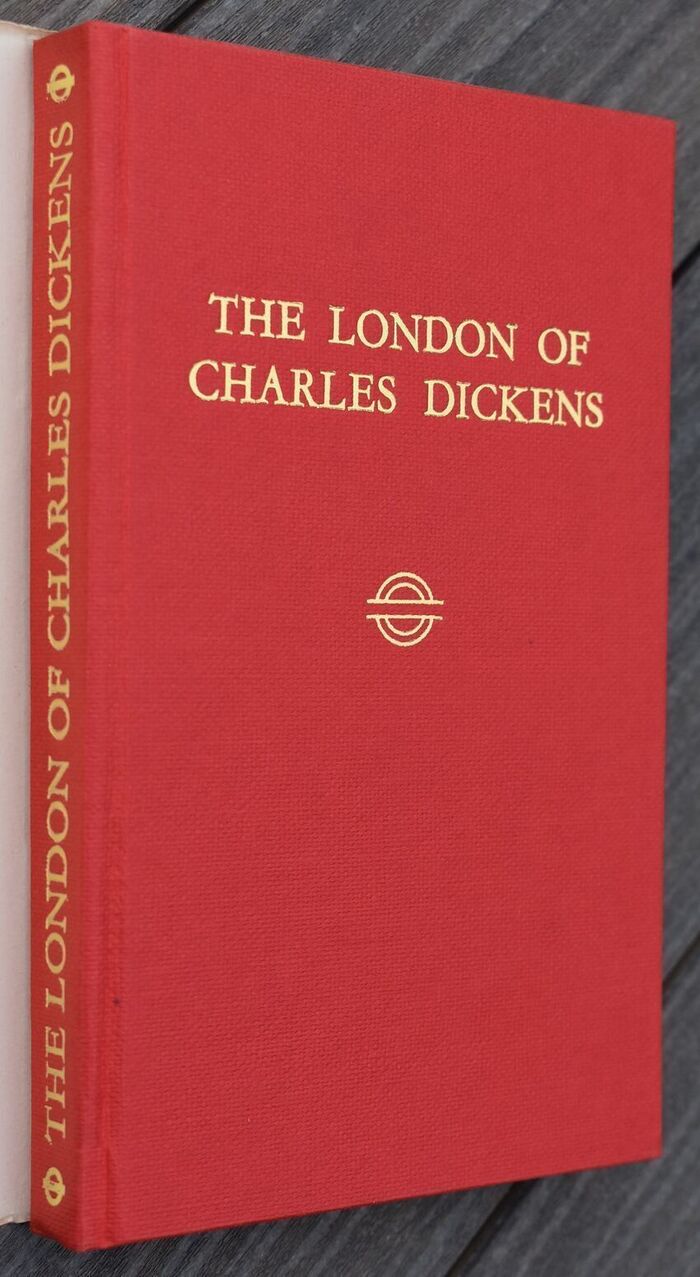 THE LONDON OF CHARLES DICKENS
THE LONDON OF
CHARLES DICKENS